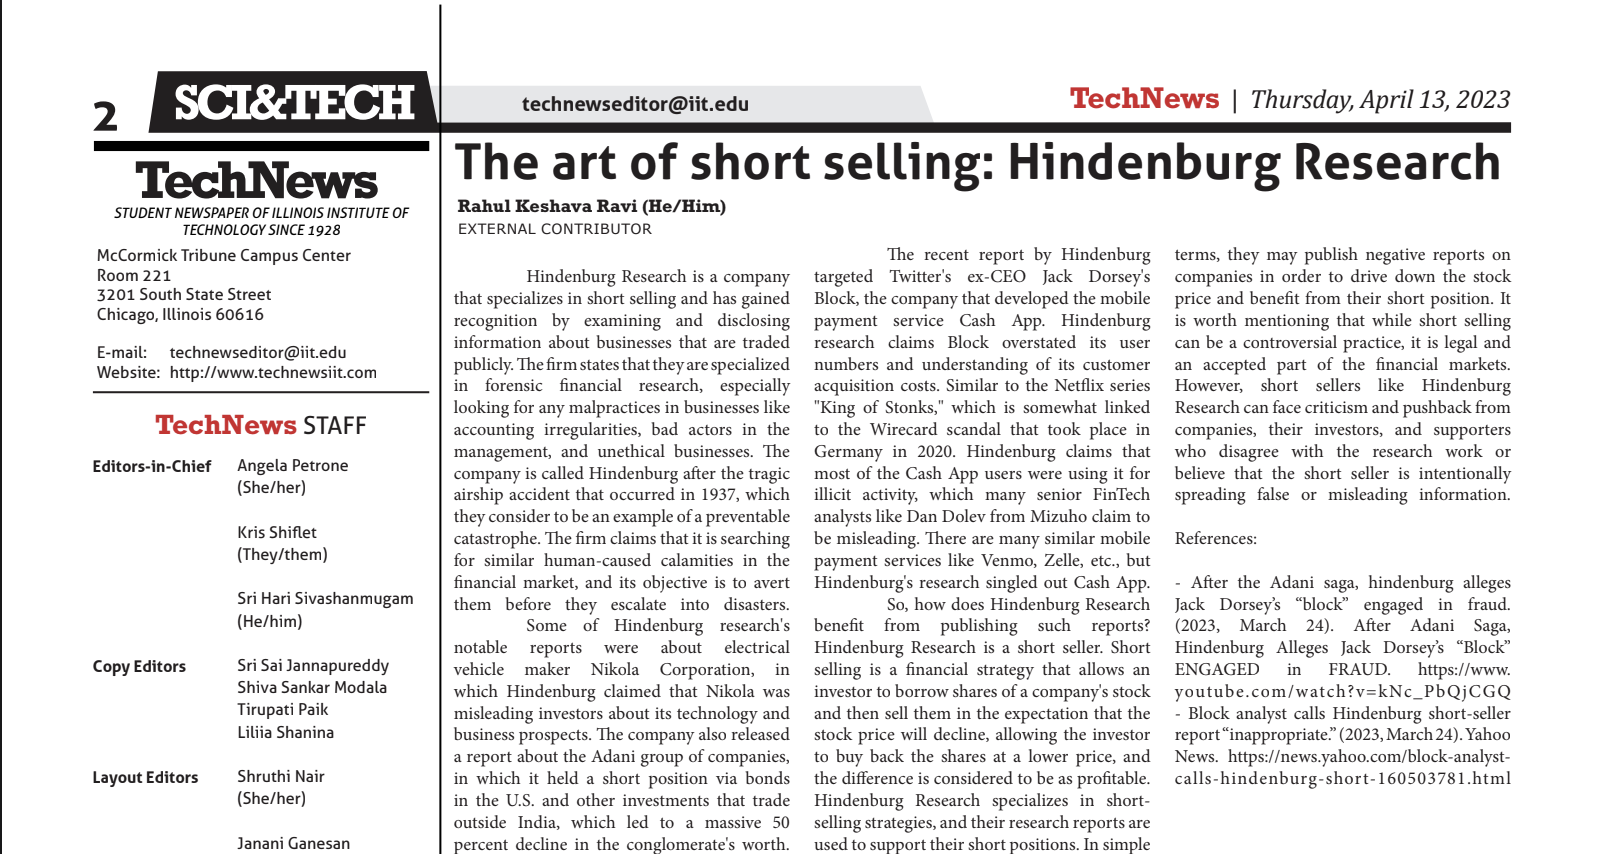 2
SCI&TECH
technewseditor@iit.edu
TechNews | Thursday, April 13, 2023
TechNews
STUDENT NEWSPAPER OF ILLINOIS INSTITUTE OF
TECHNOLOGY SINCE 1928
McCormick Tribune Campus Center
Room 221
3201 South State Street
Chicago, Illinois 60616
E-mail: technewseditor@iit.edu
Website: http://www.technewsiit.com
TechNews STAFF
Editors-in-Chief Angela Petrone
(She/her)
Kris Shiflet
(They/them)
Sri Hari Sivashanmugam
(He/him)
Copy Editors Sri Sai Jannapureddy
Shiva Sankar Modala
Tirupati Paik
Liliia Shanina
Layout Editors Shruthi Nair
(She/her)
Janani Ganesan
The art of short selling: Hindenburg Research
Rahul Keshava Ravi (He/Him)
EXTERNAL CONTRIBUTOR
Hindenburg Research is a company
that specializes in short selling and has gained
recognition by examining and disclosing
information about businesses that are traded
publicly. The firm states that they are specialized
in forensic financial research, especially
looking for any malpractices in businesses like
accounting irregularities, bad actors in the
management, and unethical businesses. The
company is called Hindenburg after the tragic
airship accident that occurred in 1937, which
they consider to be an example of a preventable
catastrophe. The firm claims that it is searching
for similar human-caused calamities in the
financial market, and its objective is to avert
them before they escalate into disasters.
Some of Hindenburg research's
notable reports were about electrical
vehicle maker Nikola Corporation, in
which Hindenburg claimed that Nikola was
misleading investors about its technology and
business prospects. The company also released
a report about the Adani group of companies,
in which it held a short position via bonds
in the U.S. and other investments that trade
outside India, which led to a massive 50
percent decline in the conglomerate's worth.
The recent report by Hindenburg
targeted Twitter's ex-CEO Jack Dorsey's
Block, the company that developed the mobile
payment service Cash App. Hindenburg
research claims Block overstated its user
numbers and understanding of its customer
acquisition costs. Similar to the Netflix series
"King of Stonks," which is somewhat linked
to the Wirecard scandal that took place in
Germany in 2020. Hindenburg claims that
most of the Cash App users were using it for
illicit activity, which many senior FinTech
analysts like Dan Dolev from Mizuho claim to
be misleading. There are many similar mobile
payment services like Venmo, Zelle, etc., but
Hindenburg's research singled out Cash App.
So, how does Hindenburg Research
benefit from publishing such reports?
Hindenburg Research is a short seller. Short
selling is a financial strategy that allows an
investor to borrow shares of a company's stock
and then sell them in the expectation that the
stock price will decline, allowing the investor
to buy back the shares at a lower price, and
the difference is considered to be as profitable.
Hindenburg Research specializes in short-
selling strategies, and their research reports are
used to support their short positions. In simple
terms, they may publish negative reports on
companies in order to drive down the stock
price and benefit from their short position. It
is worth mentioning that while short selling
can be a controversial practice, it is legal and
an accepted part of the financial markets.
However, short sellers like Hindenburg
Research can face criticism and pushback from
companies, their investors, and supporters
who disagree with the research work or
believe that the short seller is intentionally
spreading false or misleading information.
References:
- After the Adani saga, hindenburg alleges
Jack Dorsey’s “block” engaged in fraud.
(2023, March 24). After Adani Saga,
Hindenburg Alleges Jack Dorsey’s “Block”
ENGAGED in FRAUD. https://www.
youtube.com/watch?v=kNc_PbQjCGQ
- Block analyst calls Hindenburg short-seller
report “inappropriate.” (2023, March 24). Yahoo
News. https://news.yahoo.com/block-analyst-
calls-hindenburg-short-160503781.html